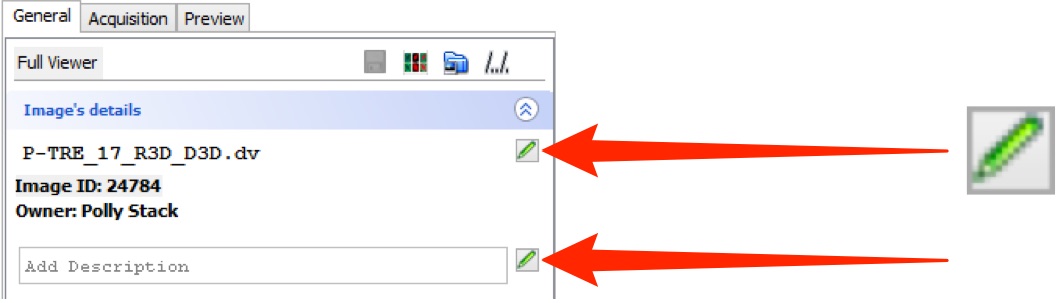 General Acquisition Preview
Full Viewer /../.
Image's details
P-TRE_17_R3D_D3D.dv
Image ID: 24784
Owner: Polly Stack
Add Description